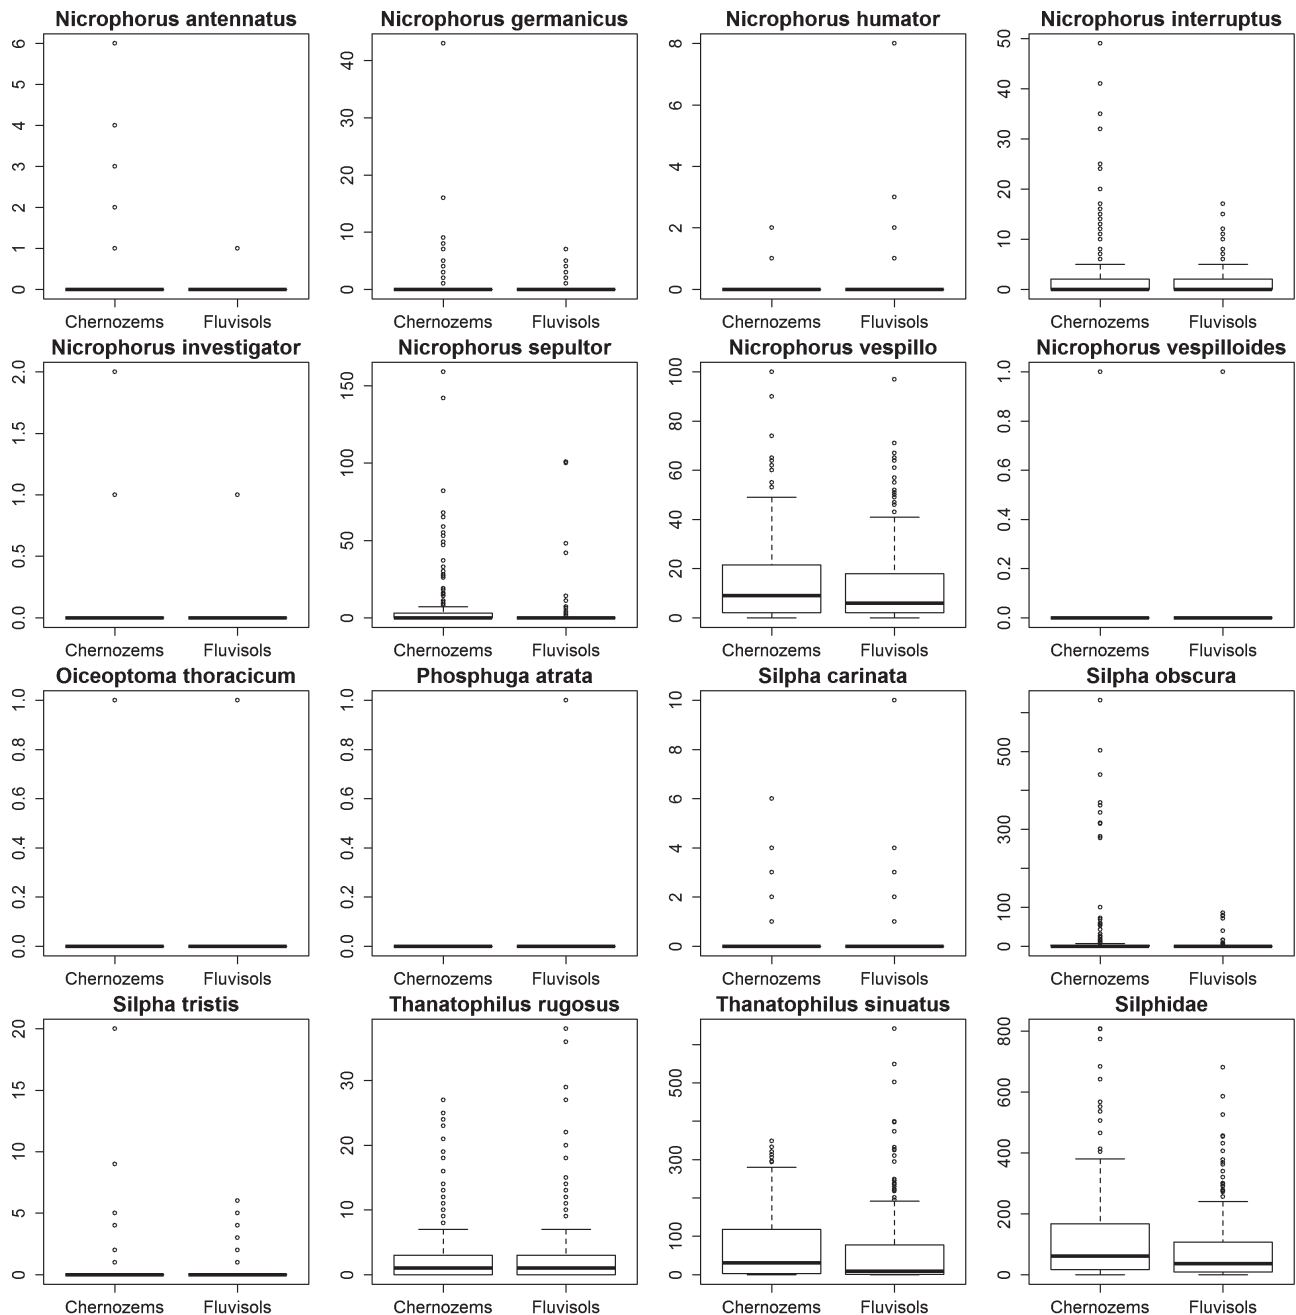 Nicrophorus antennatus Nicrophorus germanicus Nicrophorus humator Nicrophorus interruptus
6 5 4 3 2 1 0
40 30 20 10 0
8 6 4 2 0
50 40 30 20 10 0
Chernozems Fluvisols Chernozems Fluvisols Chernozems Fluvisols Chernozems Fluvisols
Nicrophorus investigator Nicrophorus sepultor Nicrophorus vespillo Nicrophorus vespilloides
2.0 1.5 1.0 0.5 0.0
150 100 50 0
100 80 60 40 20 0
1.0 0.8 0.6 0.4 0.2 0.0
Chernozems Fluvisols Chernozems Fluvisols Chernozems Fluvisols Chernozems Fluvisols
Oiceoptoma thoracicum Phosphuga atrata Silpha carinata Silpha obscura
1.0 0.8 0.6 0.4 0.2 0.0
1.0 0.8 0.6 0.4 0.2 0.0
10 8 6 4 2 0
500 300 100 0
Chernozems Fluvisols Chernozems Fluvisols Chernozems Fluvisols Chernozems Fluvisols
Silpha tristis Thanatophilus rugosus Thanatophilus sinuatus Silphidae
20 15 10 5 0
30 20 10 0
500 300 100 0
800 600 400 200 0
Chernozems Fluvisols Chernozems Fluvisols Chernozems Fluvisols Chernozems Fluvisols